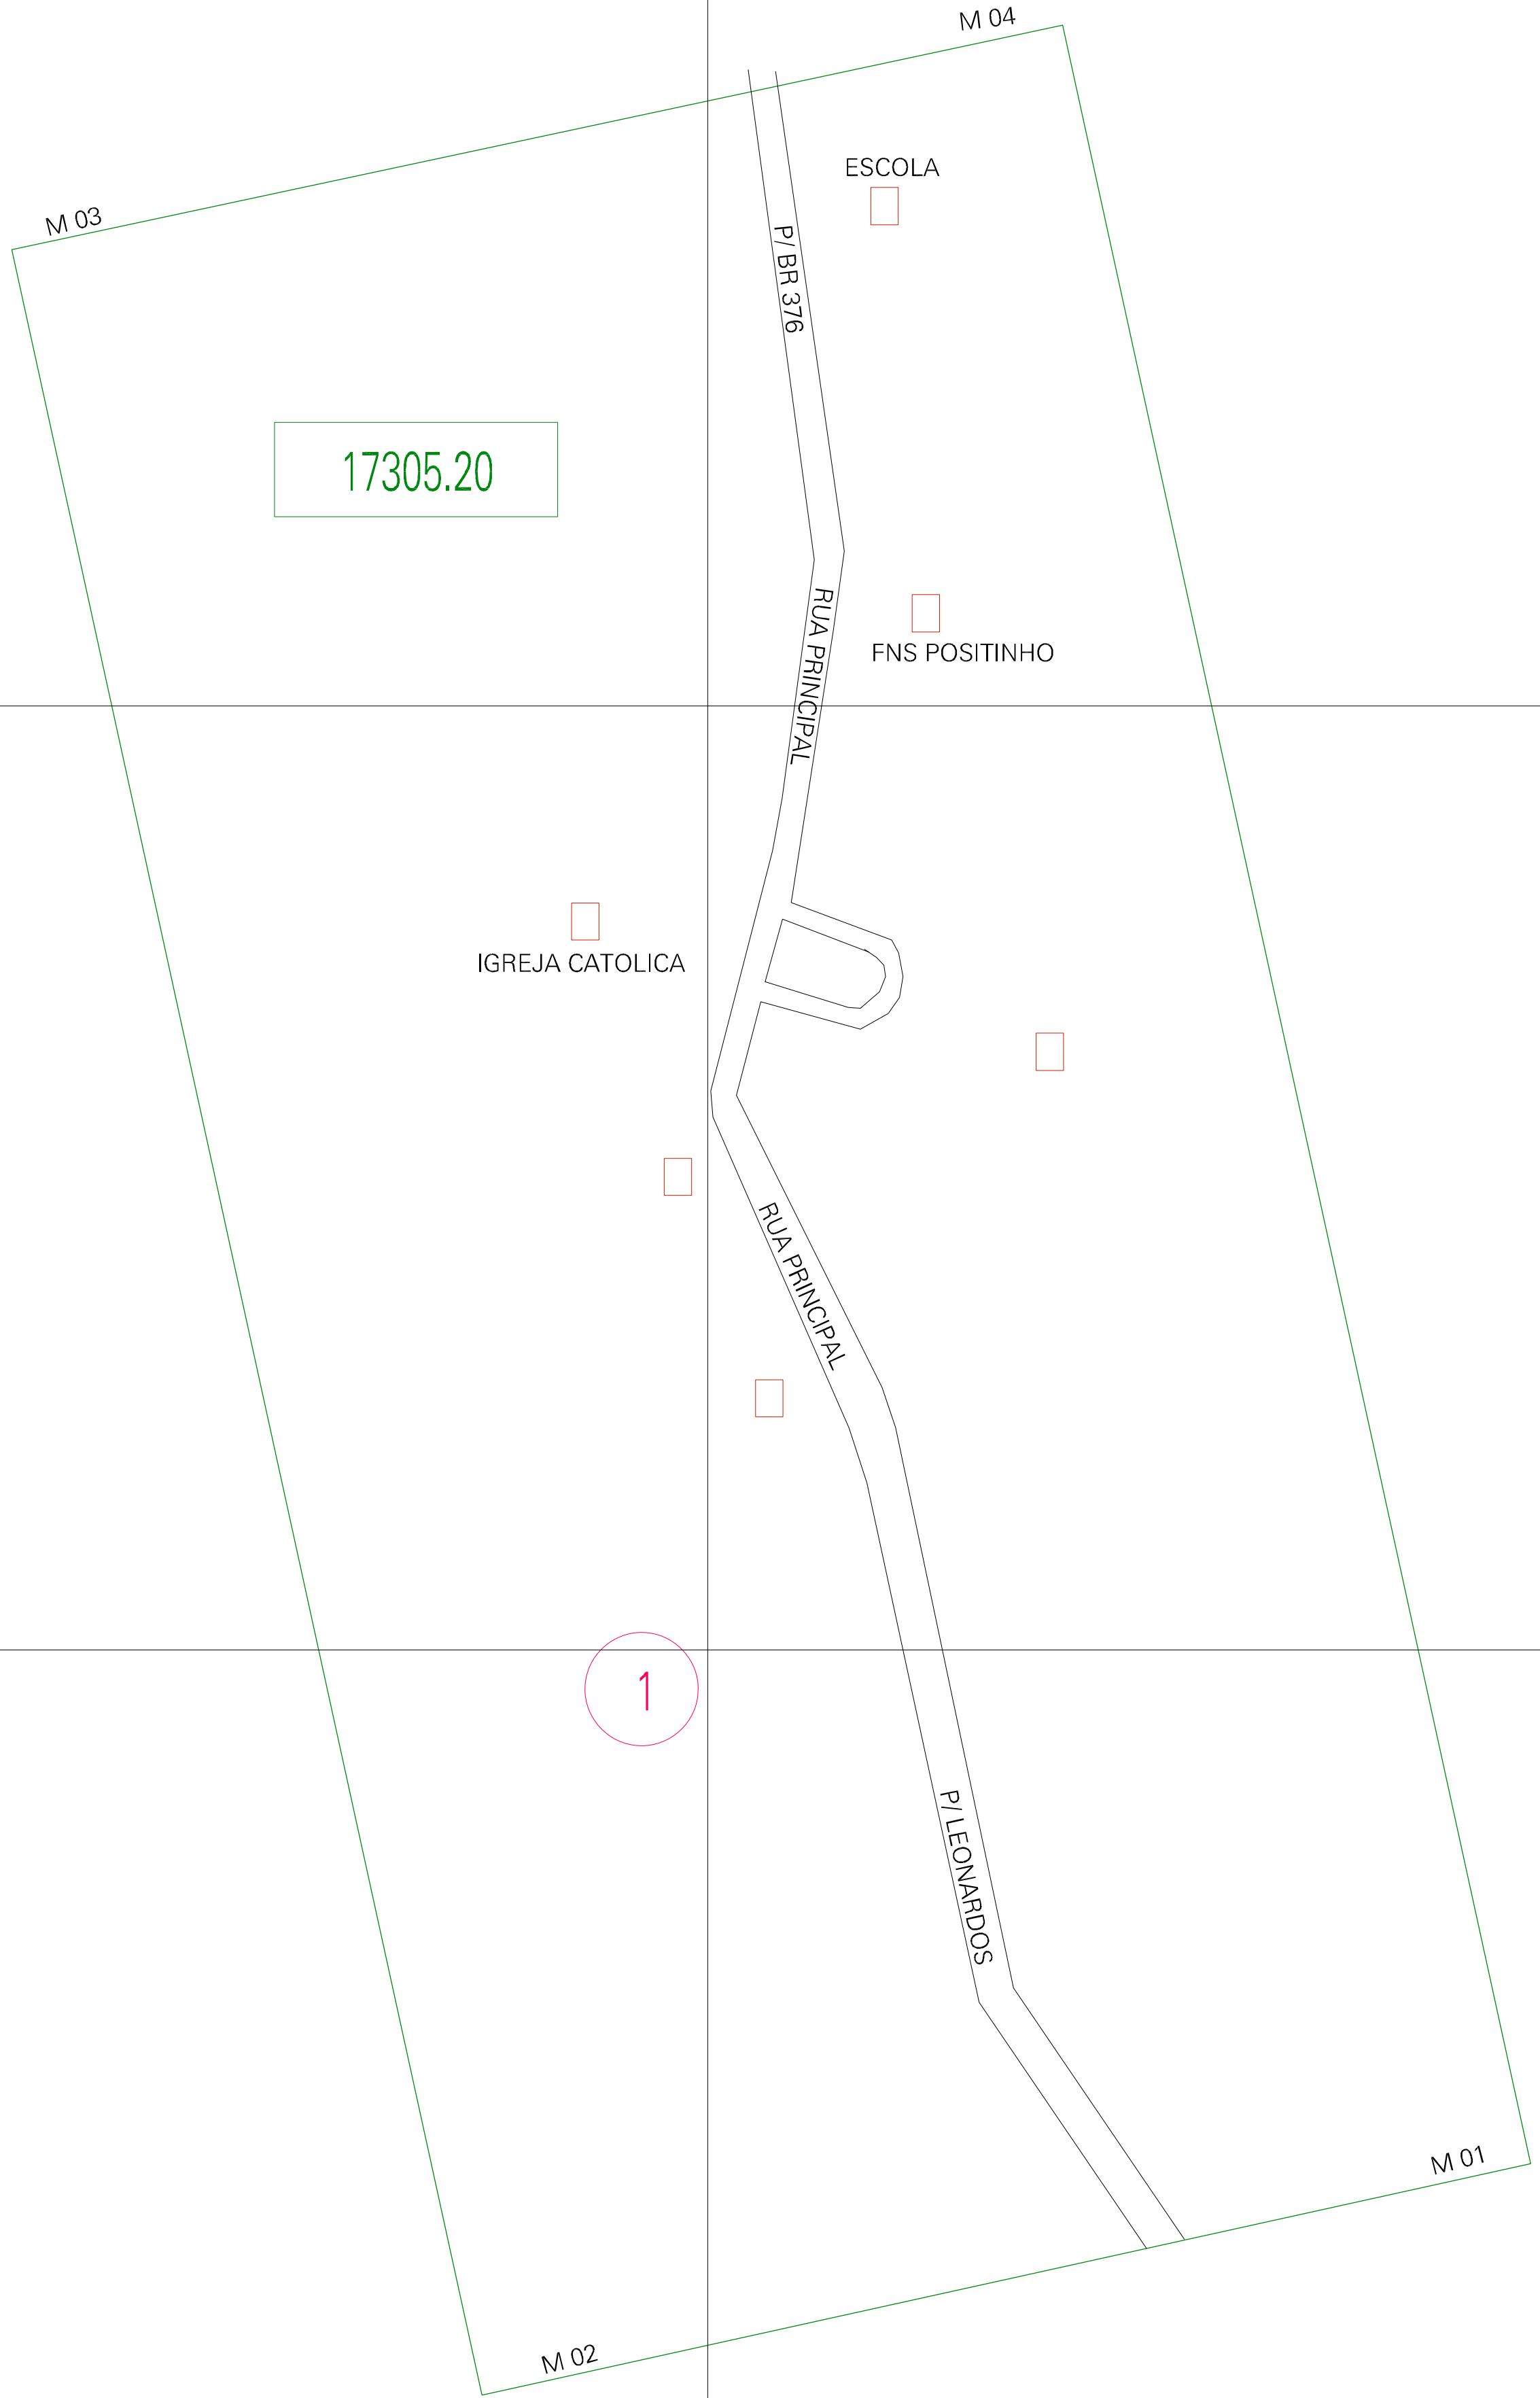 M 04
M 03
ESCOLA
P/ BR 376
17305.20
RUA PRINCIPAL
FNS POSITINHO
IGREJA CATOLICA
RUA PRINCIPAL
1
P/ LEONARDOS
M 01
M 02